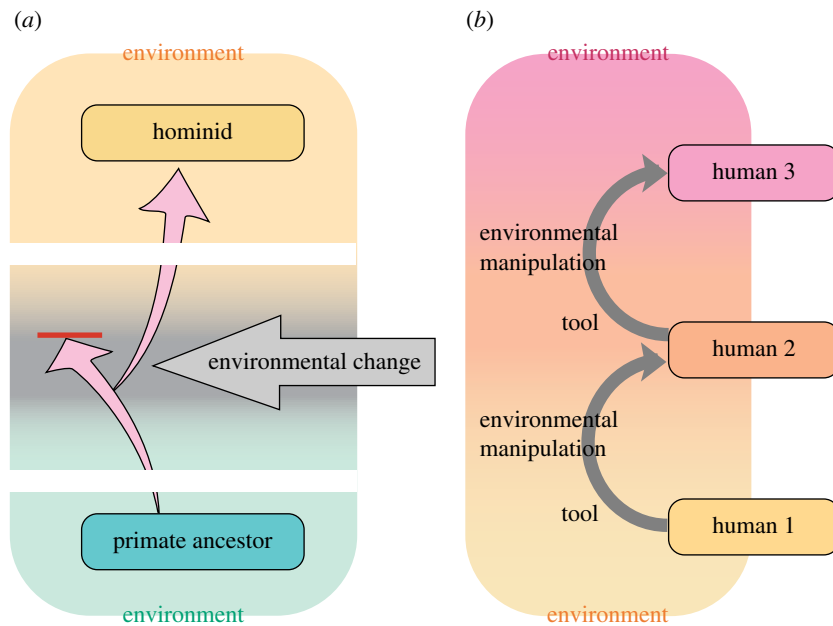 (a)
environment
hominid
environmental change
primate ancestor
environment
(b)
environment
human 3
environmental
manipulation
tool
human 2
environmental
manipulation
tool
human 1
environment